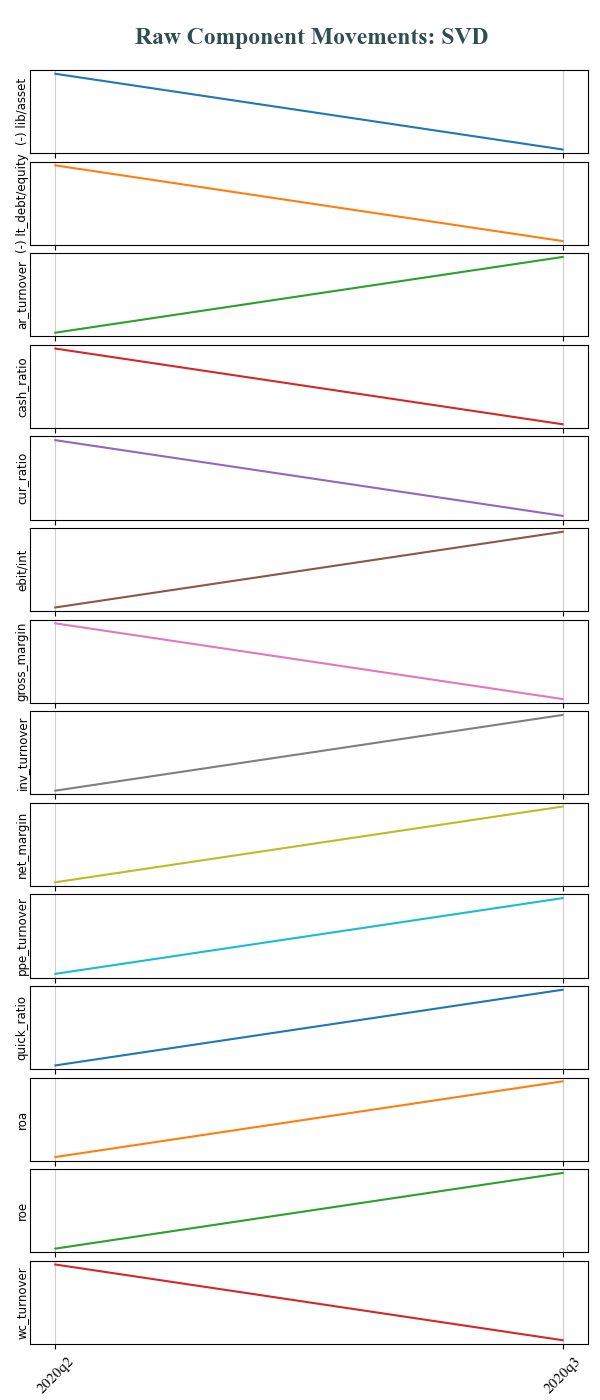 Raw Component Movements: SVD
(-) lib/asset
(-) lt_debt/equity
ar_turnover
cash_ratio
cur_ratio
ebit/int
gross_margin
inv_turnover
net_margin
ppe_turnover
quick_ratio
roa
roe
wc_turnover
2020q2
2020q3